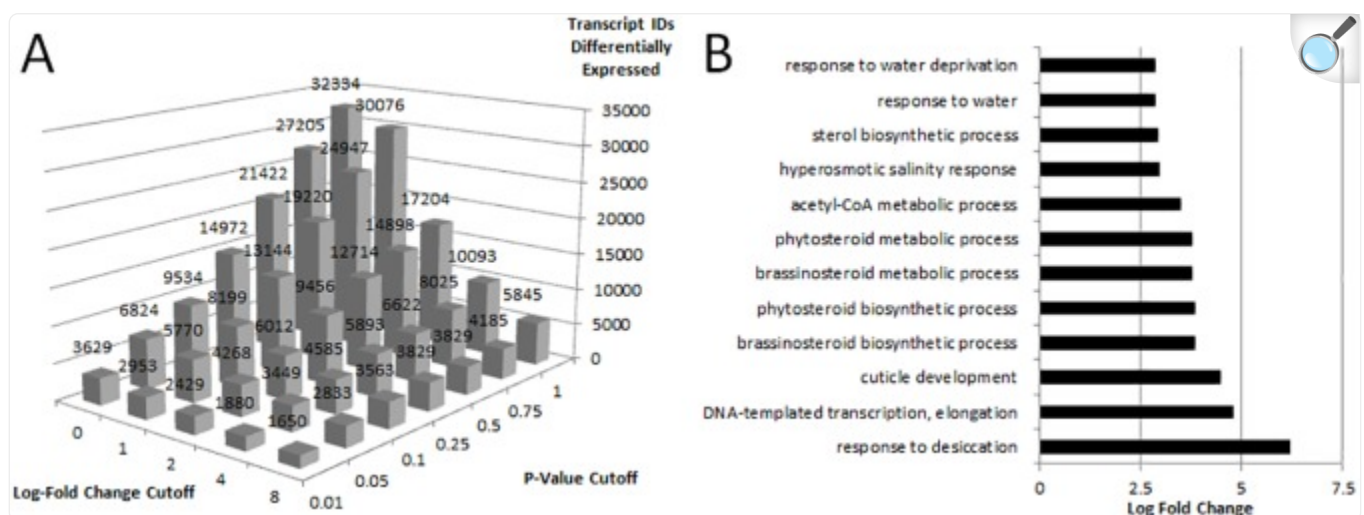 A
Transcript IDs
Differentially
Expressed
32334
30076
27205
24947
21422
19220
17204
14972
14898
13144
12714
10093
9534
9456
8199
8025
6824
6622
5845
5770
6012
5893
4185
3629
4268
4585
3829
3829
2953
3449
3563
2429
2833
1880
1650
35000
30000
25000
20000
15000
10000
5000
0
0
1
2
4
8
Log-Fold Change Cutoff
0.01
0.05
0.1
0.25
0.5
0.75
1
P-Value Cutoff
B
response to water deprivation
response to water
sterol biosynthetic process
hyperosmotic salinity response
acetyl-CoA metabolic process
phytosteroid metabolic process
brassinosteroid metabolic process
phytosteroid biosynthetic process
brassinosteroid biosynthetic process
cuticle development
DNA-templated transcription, elongation
response to desiccation
0
2.5
5
7.5
Log Fold Change